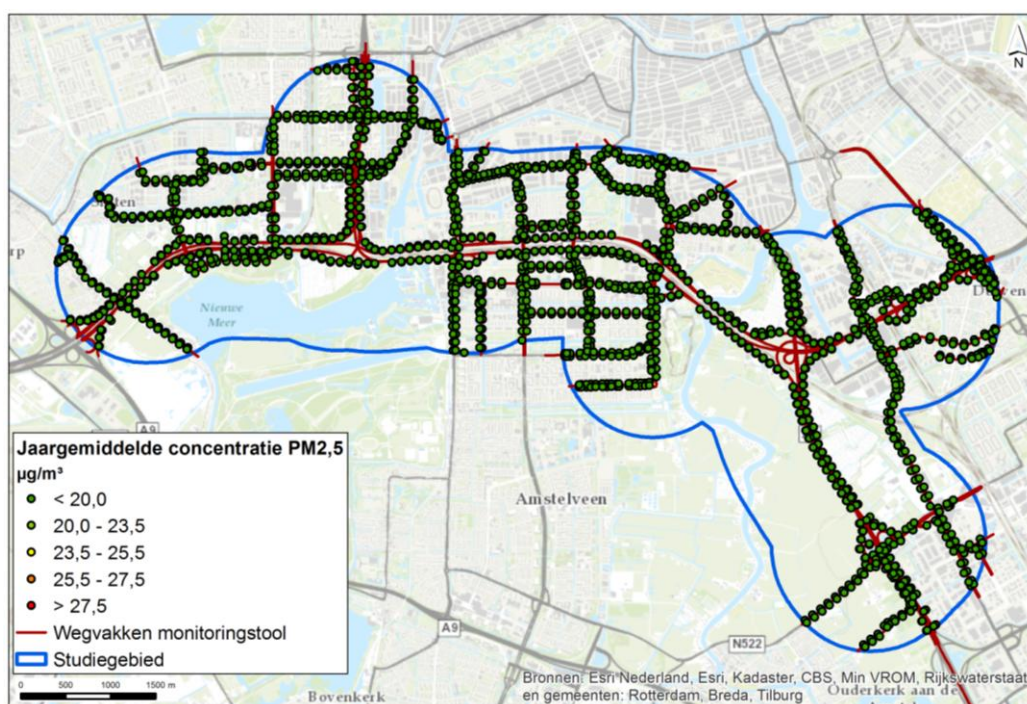 N
Nieuwe
Meer
A9
Amstelveen
Jaargemiddelde concentratie PM2,5
µg/m³
< 20,0
20,0 - 23,5
23,5 - 25,5
25,5 - 27,5
> 27,5
Wegvakken monitoringstool
Studiegebied
0 500 1000 1500 m
A9
N522
Bovenkerk
Bronnen: Esri Nederland, Esri, Kadaster, CBS, Min VROM, Rijkswaterstaat
en gemeenten: Rotterdam, Breda, Tilburg
Ouderkerk aan de